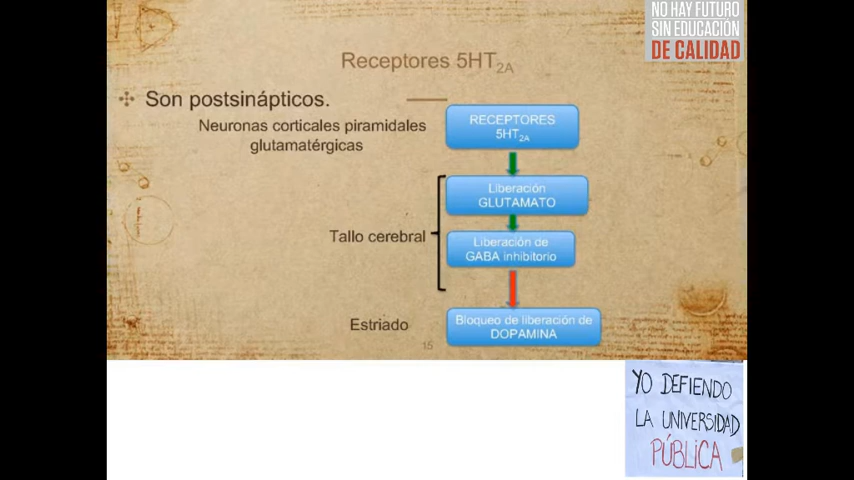 NO HAY FUTURO
SIN EDUCACIÓN
DE CALIDAD
Receptores 5HT2A
Son postsinápticos.
Neuronas corticales piramidales
glutamatérgicas
RECEPTORES
5HT2A
Liberación
GLUTAMATO
Tallo cerebral
Liberación de
GABA inhibitorio
Estriado
Bloqueo de liberación de
DOPAMINA
15
YO DEFIENDO
LA UNIVERSIDAD
PÚBLICA